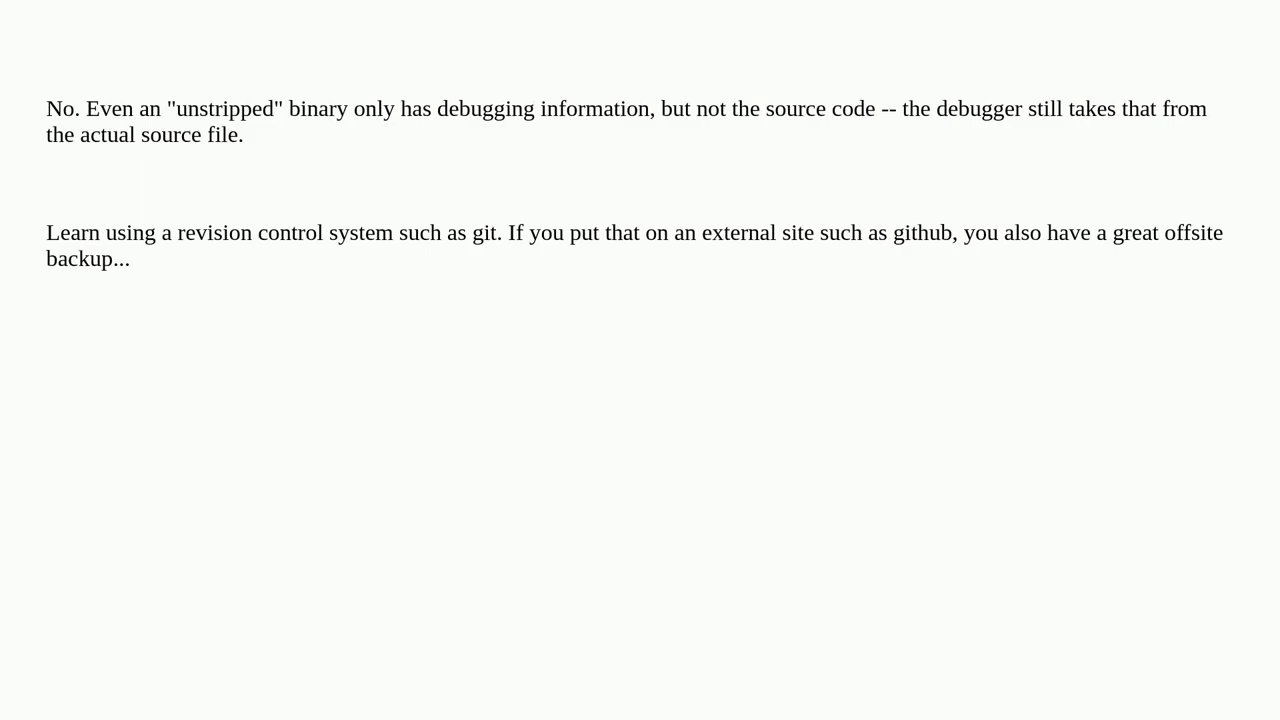 No. Even an "unstripped" binary only has debugging information, but not the source code -- the debugger still takes that from
the actual source file.
Learn using a revision control system such as git. If you put that on an external site such as github, you also have a great offsite
backup...